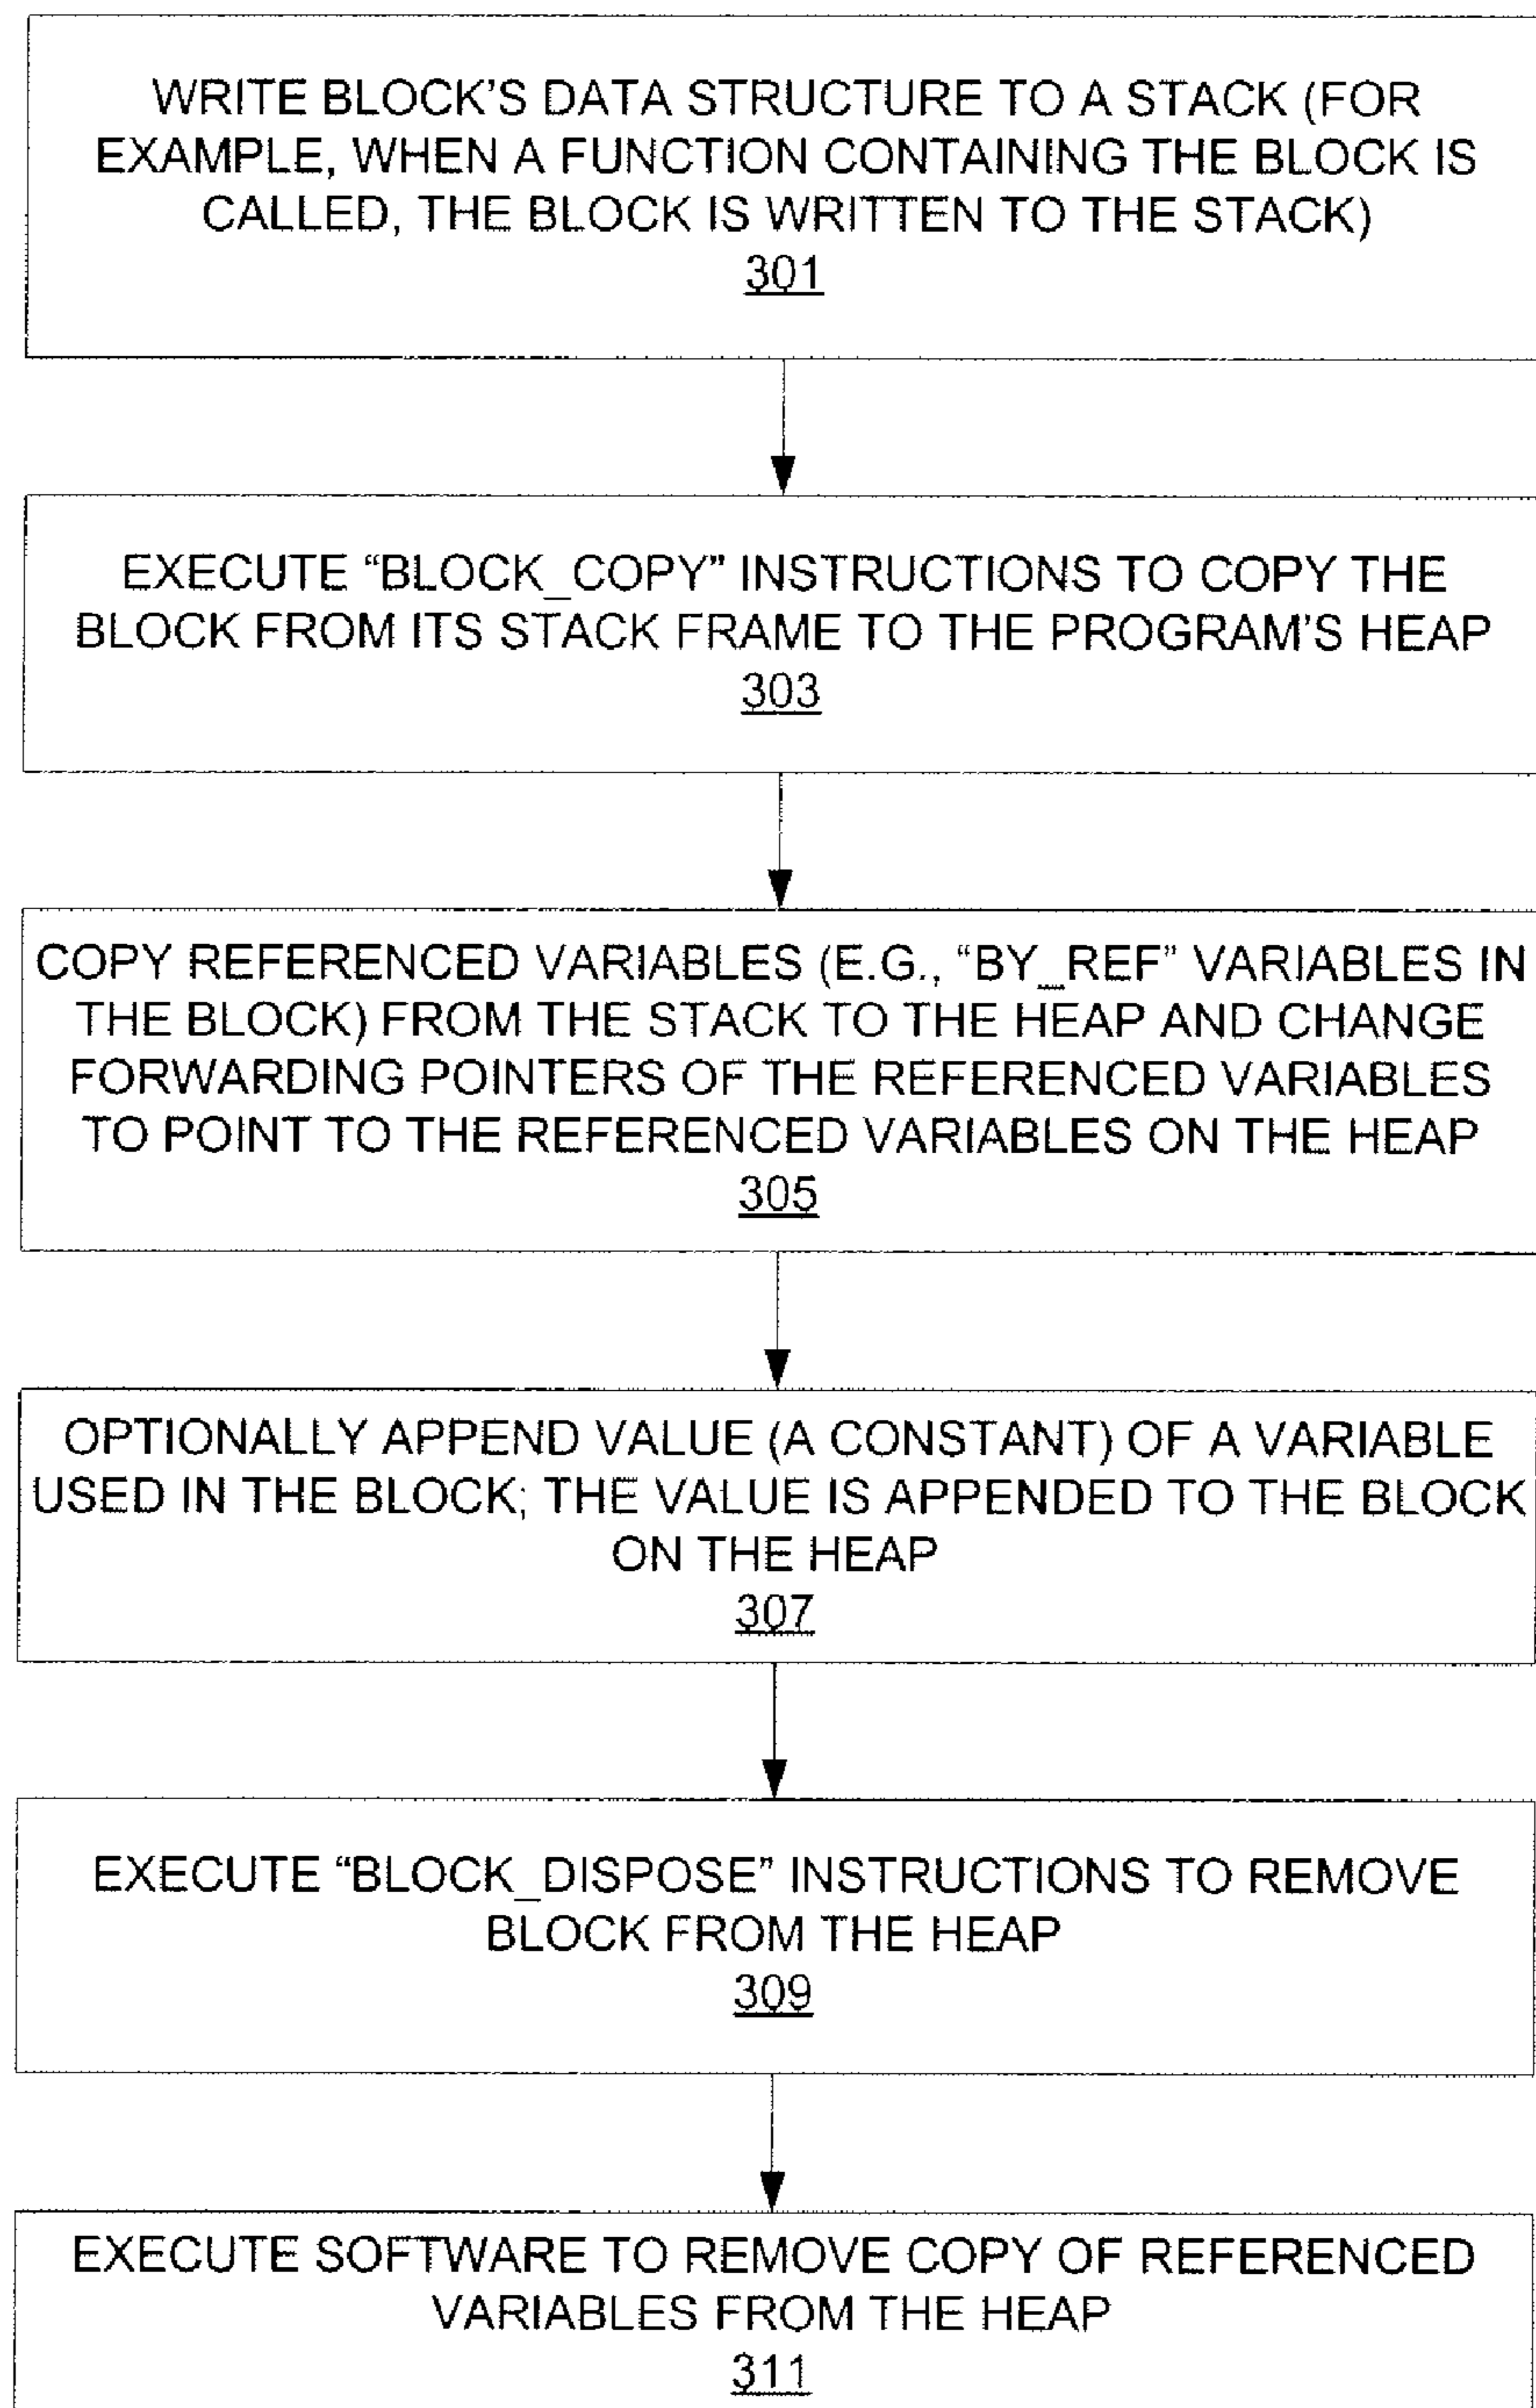 WRITE BLOCK'S DATA STRUCTURE TO A STACK (FOR
EXAMPLE, WHEN A FUNCTION CONTAINING THE BLOCK IS
CALLED, THE BLOCK IS WRITTEN TO THE STACK)
301
EXECUTE “BLOCK_COPY” INSTRUCTIONS TO COPY THE
BLOCK FROM ITS STACK FRAME TO THE PROGRAM'S HEAP
303
COPY REFERENCED VARIABLES (E.G., “BY_REF” VARIABLES IN
THE BLOCK) FROM THE STACK TO THE HEAP AND CHANGE
FORWARDING POINTERS OF THE REFERENCED VARIABLES
TO POINT TO THE REFERENCED VARIABLES ON THE HEAP
305
OPTIONALLY APPEND VALUE (A CONSTANT) OF A VARIABLE
USED IN THE BLOCK; THE VALUE IS APPENDED TO THE BLOCK
ON THE HEAP
307
EXECUTE “BLOCK_DISPOSE” INSTRUCTIONS TO REMOVE
BLOCK FROM THE HEAP
309
EXECUTE SOFTWARE TO REMOVE COPY OF REFERENCED
VARIABLES FROM THE HEAP
311